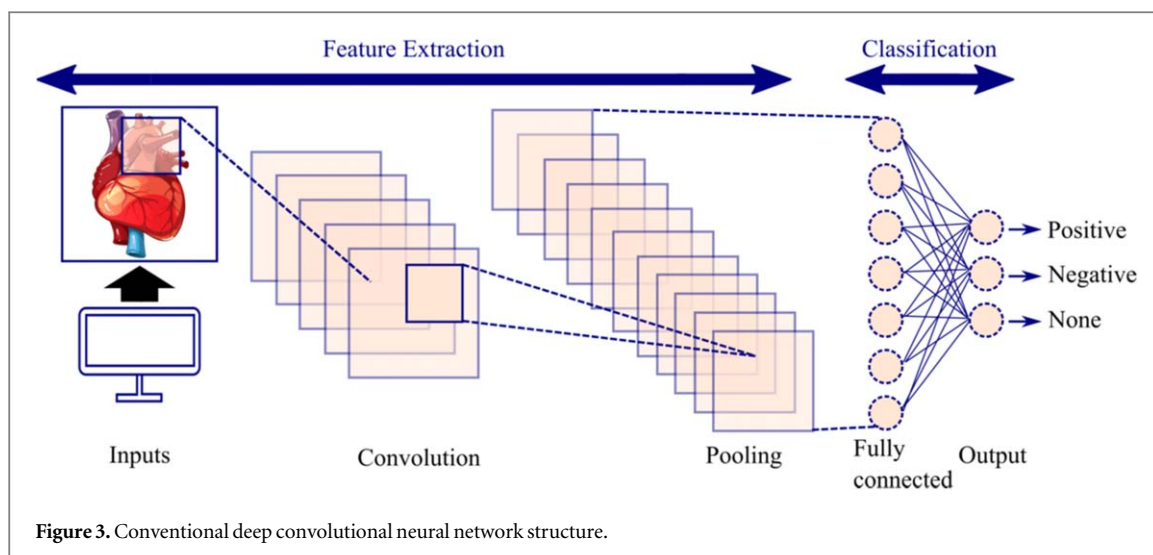 Feature Extraction
Classification
Positive
Negative
None
Inputs
Convolution
Pooling
Fully
connected
Output
Figure 3. Conventional deep convolutional neural network structure.